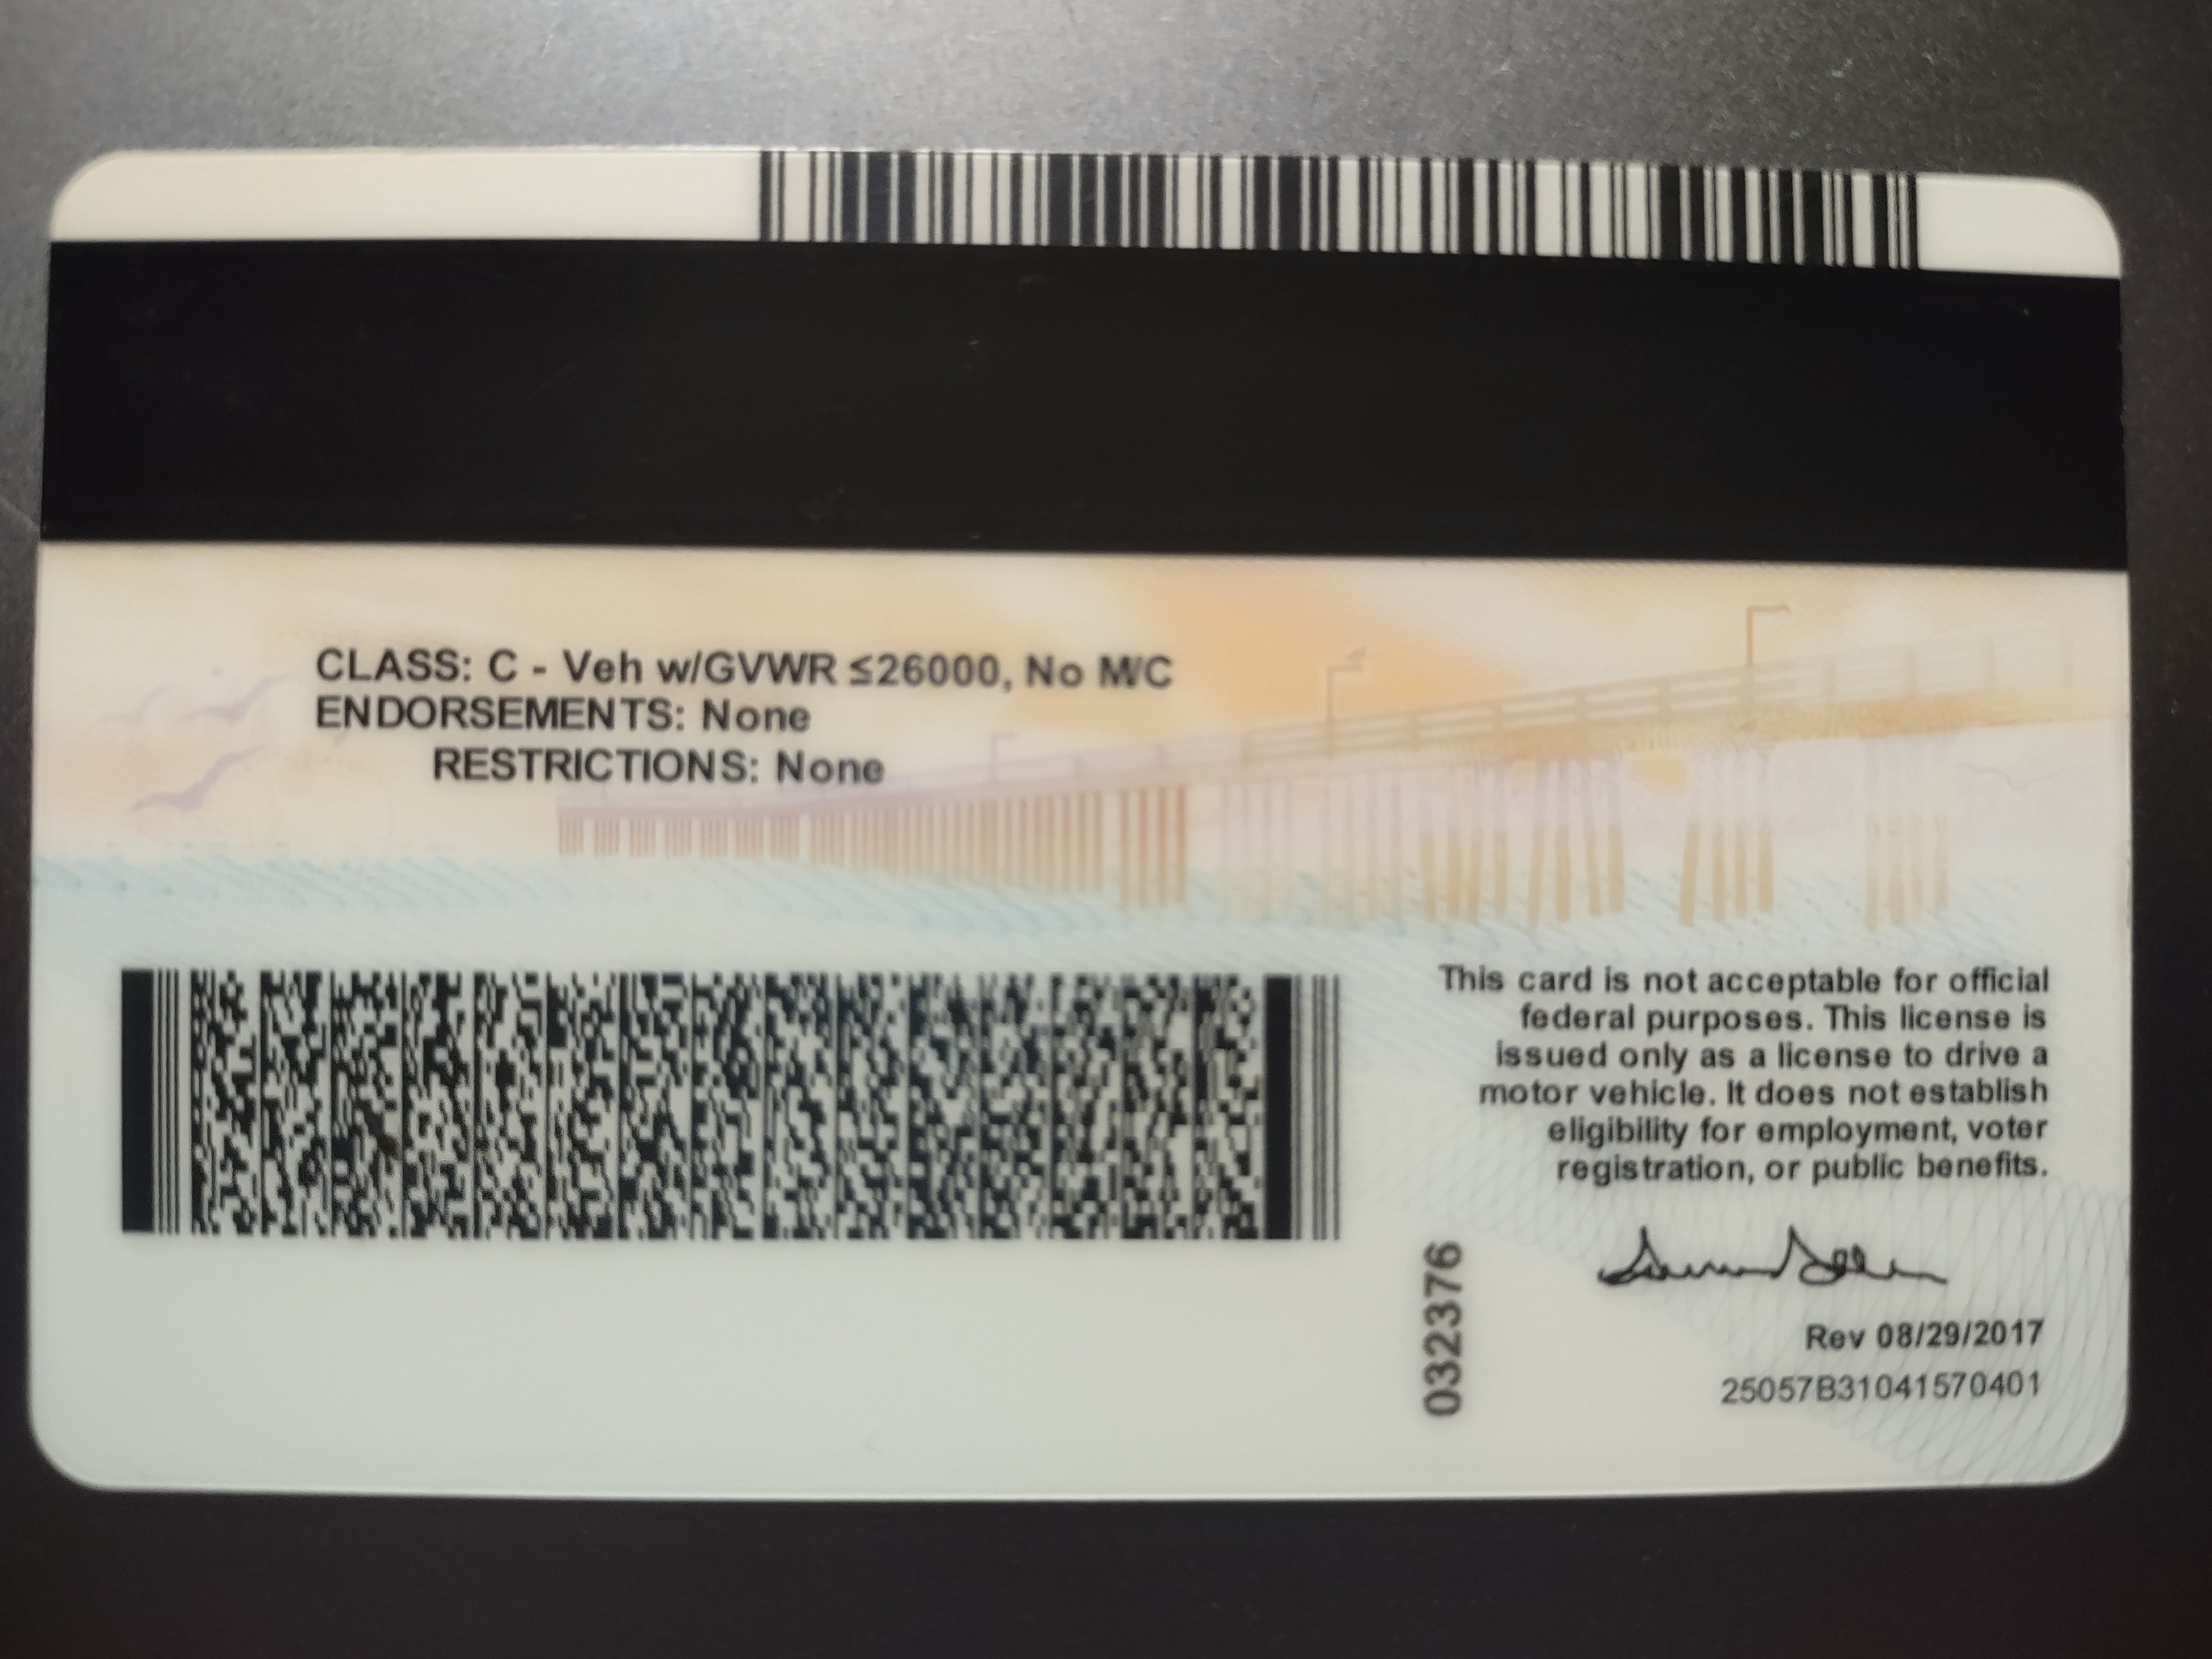 CLASS: C - Veh w/GVWR ≤26000, No M/C
ENDORSEMENTS: None
RESTRICTIONS: None
This card is not acceptable for official
federal purposes. This license is
issued only as a license to drive a
motor vehicle. It does not establish
eligibility for employment, voter
registration, or public benefits.
032376
Rev 08/29/2017
25057B31041570401